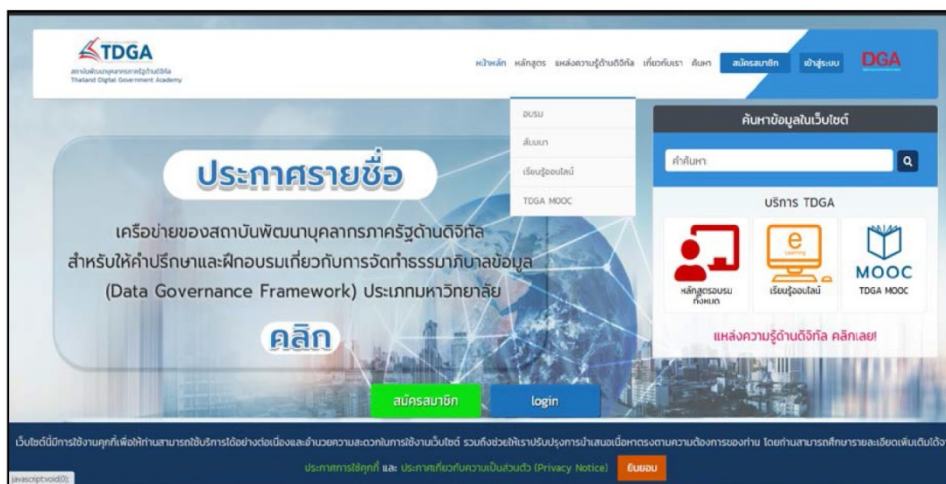 TDGA
สถาบันพัฒนาบุคลากรภาครัฐด้านดิจิทัล
Thailand Digital Government Academy
หน้าหลัก หลักสูตร แหล่งความรู้ด้านดิจิทัล เกี่ยวกับเรา ค้นหา สมัครสมาชิก เข้าสู่ระบบ DGA
อบรม
สัมมนา
เรียนรู้ออนไลน์
TDGA MOOC
ประกาศรายชื่อ
เครือข่ายของสถาบันพัฒนาบุคลากรภาครัฐด้านดิจิทัล
สำหรับให้คำปรึกษาและฝึกอบรมเกี่ยวกับการจัดทำธรรมาภิบาลข้อมูล
(Data Governance Framework) ประเภทมหาวิทยาลัย
คลิก
ค้นหาข้อมูลในเว็บไซต์
คำค้นหา
บริการ TDGA
หลักสูตรอบรม
ทั้งหมด
e
Learning
เรียนรู้ออนไลน์
MOOC
TDGA MOOC
แหล่งความรู้ด้านดิจิทัล คลิกเลย!
สมัครสมาชิก login
เว็บไซต์นี้มีการใช้งานคุกกี้เพื่อให้ท่านสามารถใช้บริการได้อย่างต่อเนื่องและอำนวยความสะดวกในการใช้งานเว็บไซต์ รวมถึงช่วยให้เราปรับปรุงการนำเสนอเนื้อหาตรงตามความต้องการของท่าน โดยท่านสามารถศึกษารายละเอียดเพิ่มเติมได้จา
ประกาศการใช้คุกกี้ และ ประกาศเกี่ยวกับความเป็นส่วนตัว (Privacy Notice) ยินยอม
javascript:void(0);